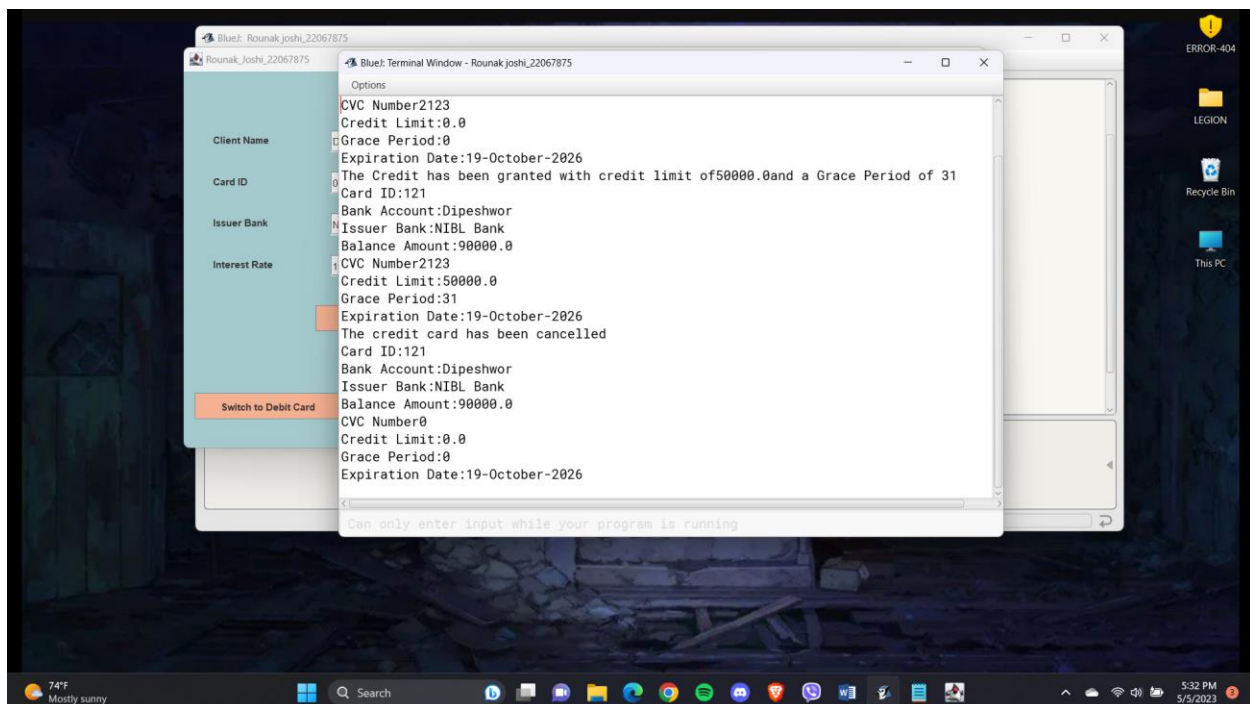 BlueJ: Rounak joshi_22067875
ERROR-404
Rounak_Joshi_22067875
BlueJ: Terminal Window - Rounak joshi_22067875
Options
CVC Number2123
Credit Limit:0.0
Grace Period:0
Expiration Date:19-October-2026
The Credit has been granted with credit limit of50000.0and a Grace Period of 31
Card ID:121
Bank Account:Dipeshwor
Issuer Bank:NIBL Bank
Balance Amount:90000.0
CVC Number2123
Credit Limit:50000.0
Grace Period:31
Expiration Date:19-October-2026
The credit card has been cancelled
Card ID:121
Bank Account:Dipeshwor
Issuer Bank:NIBL Bank
Balance Amount:90000.0
CVC Number0
Credit Limit:0.0
Grace Period:0
Expiration Date:19-October-2026
Can only enter input while your program is running
Client Name
Card ID
Issuer Bank
Interest Rate
Switch to Debit Card
LEGION
Recycle Bin
This PC
74°F
Mostly sunny
Search
5:32 PM
5/5/2023
3